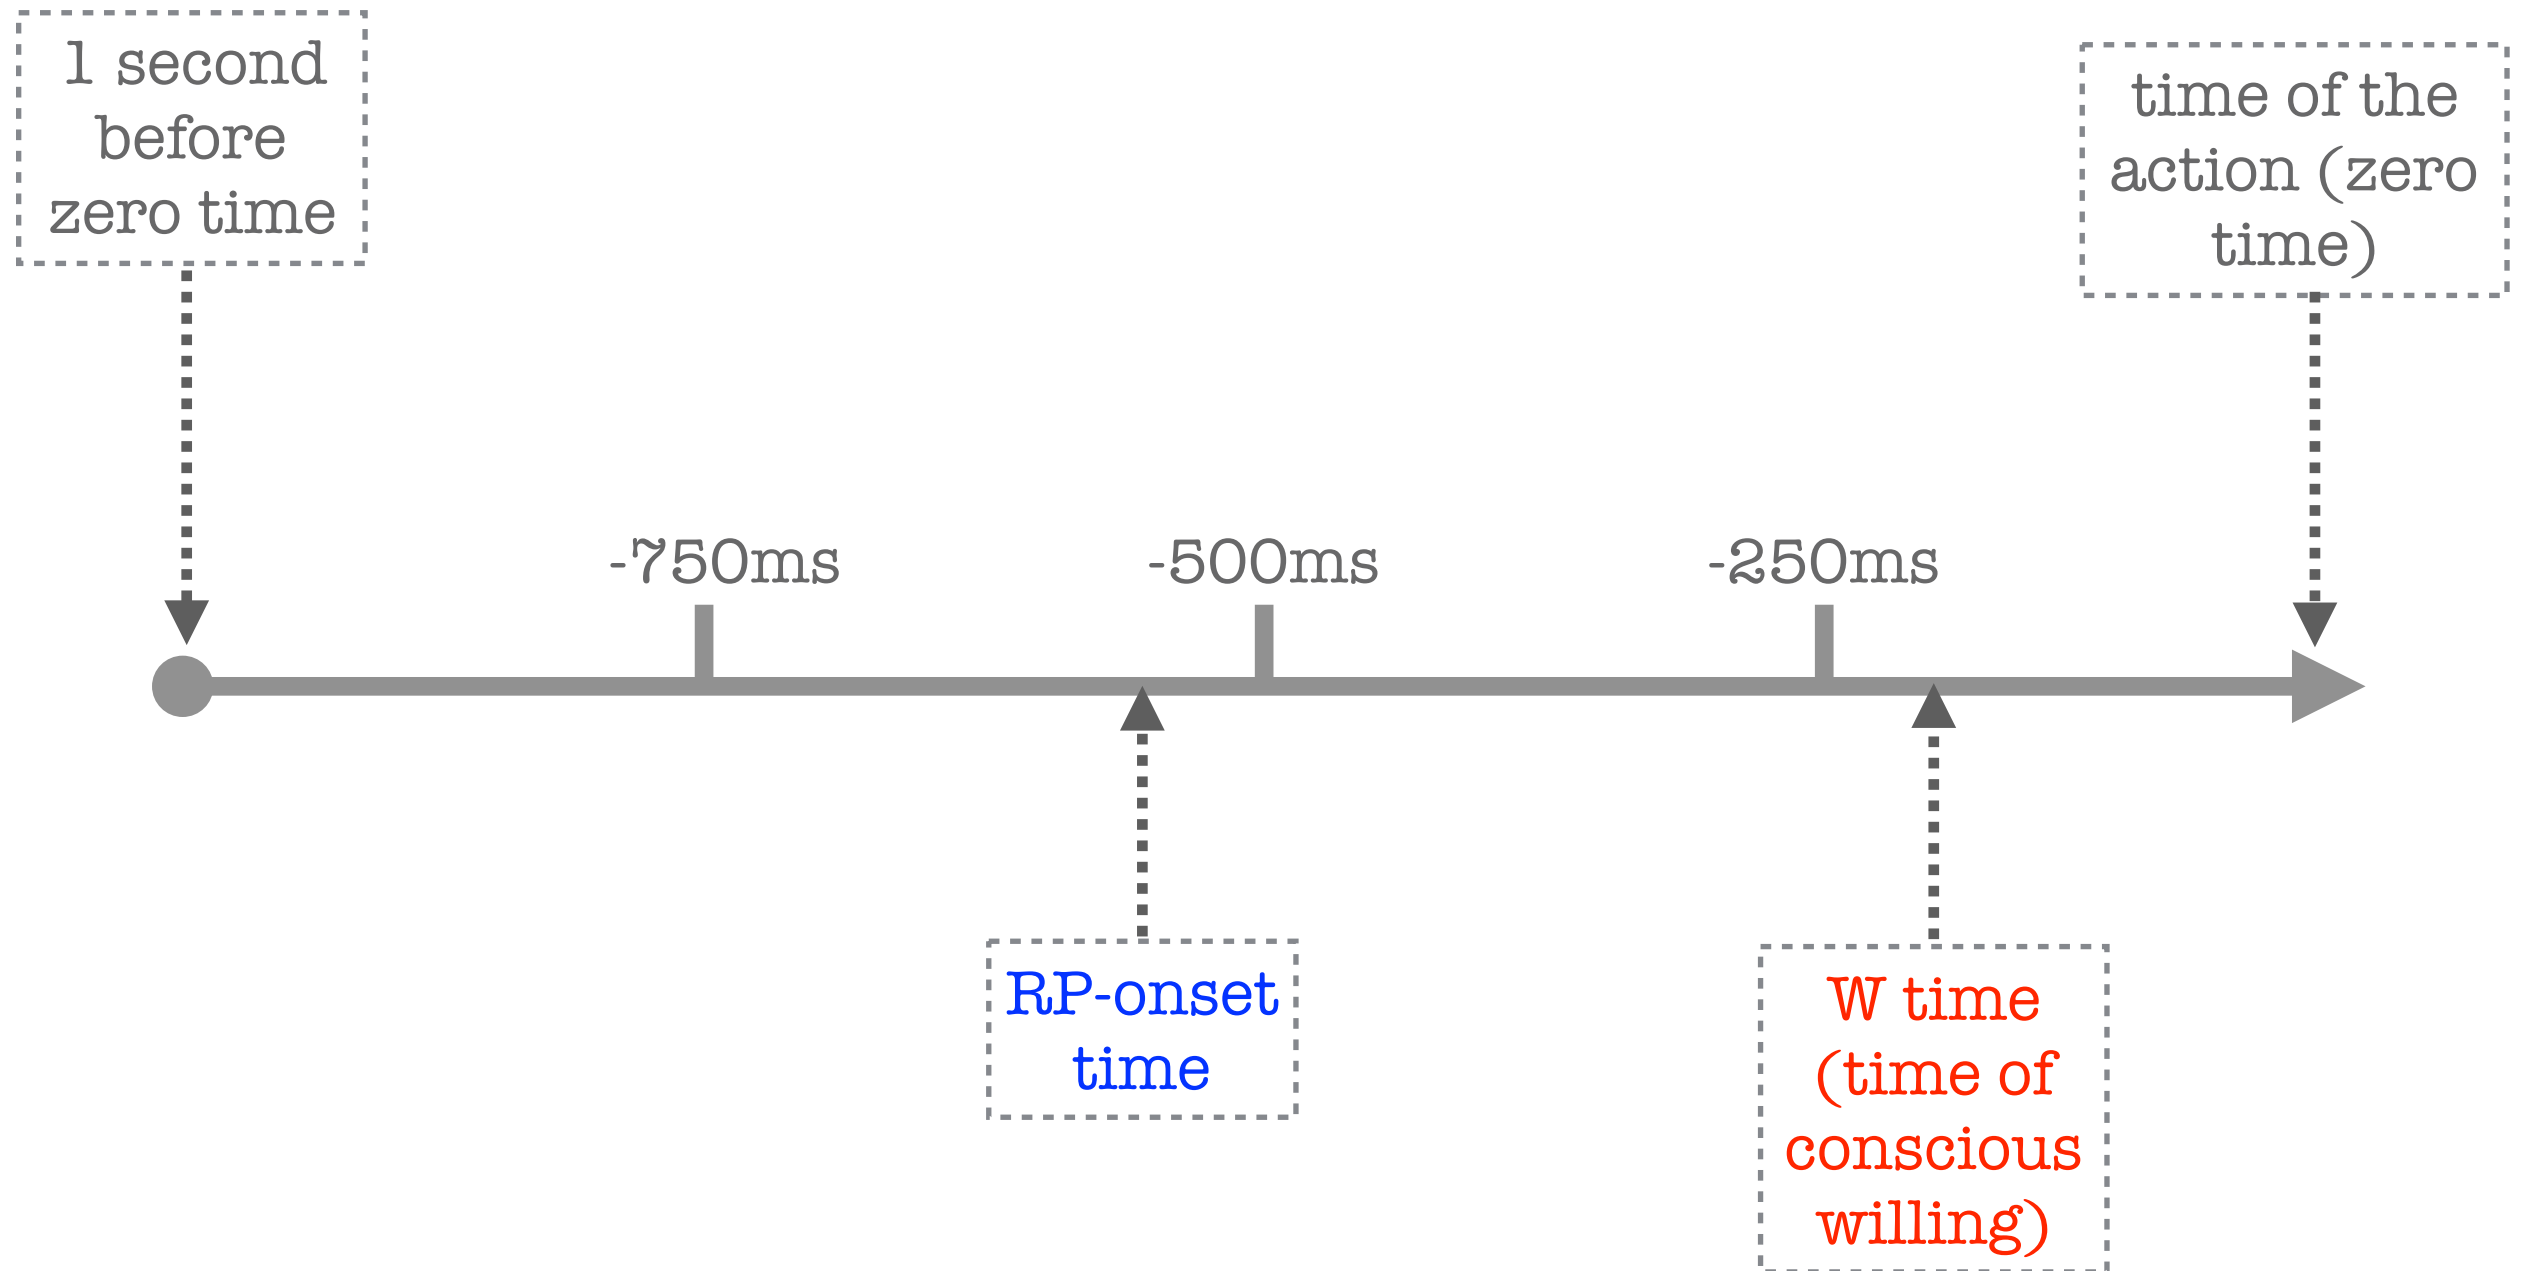 1 second
before
zero time
time of the
action (zero
time)
-750ms
-500ms
-250ms
RP-onset
time
W time
(time of
conscious
willing)